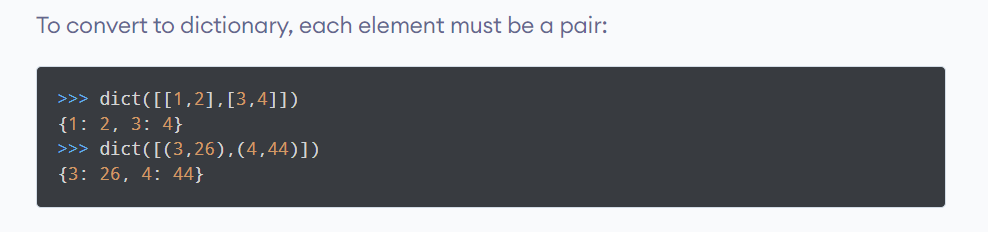 To convert to dictionary, each element must be a pair:
>>> dict([[1,2],[3,4]])
{1: 2, 3: 4}
>>> dict([(3,26),(4,44)])
{3: 26, 4: 44}